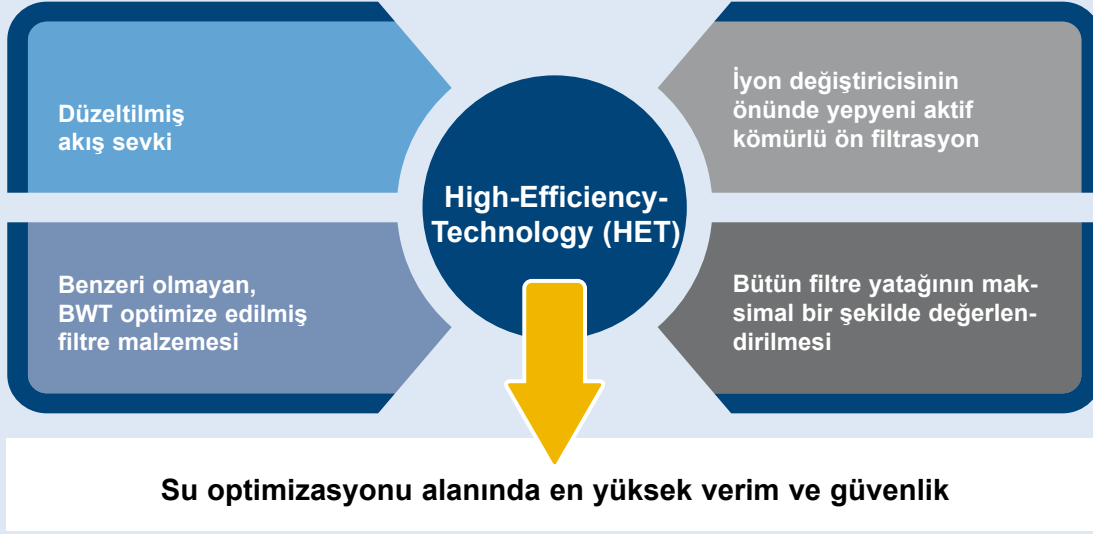 Düzeltilmiş
akış sevki
İyon değiştiricisinin
önünde yepyeni aktif
kömürlü ön filtrasyon
High-Efficiency-
Technology (HET)
Benzeri olmayan,
BWT optimize edilmiş
filtre malzemesi
Bütün filtre yatağının mak-
simal bir şekilde değerlen-
dirilmesi
Su optimizasyonu alanında en yüksek verim ve güvenlik